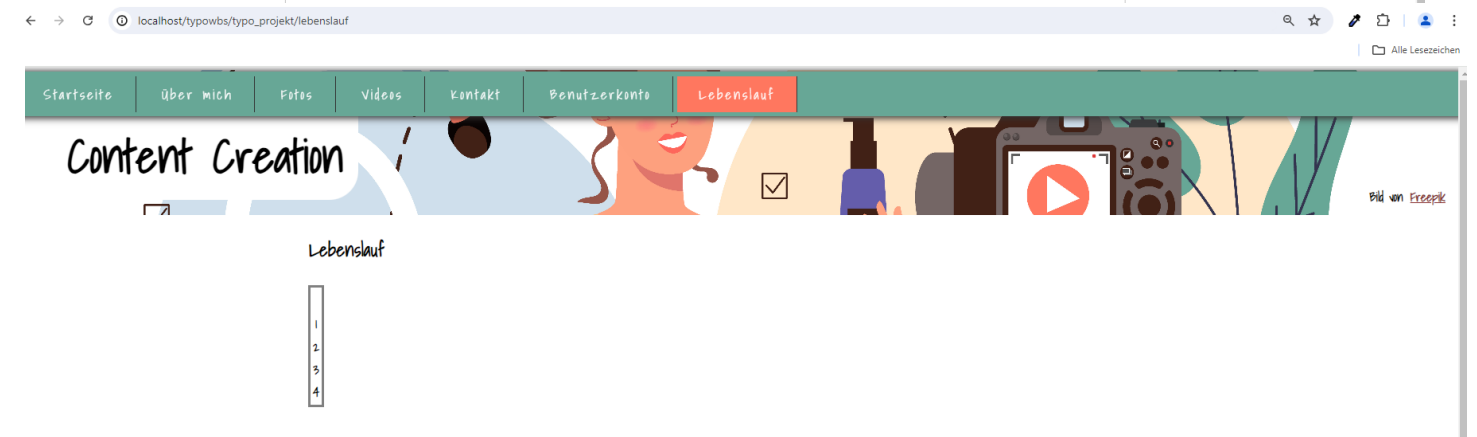 localhost/typowbs/typo_projekt/lebenslauf
Alle Lesezeichen
Startseite über mich Fotos Videos Kontakt Benutzerkonto Lebenslauf
Content Creation
Bild von Freepik
Lebenslauf
1
2
3
4